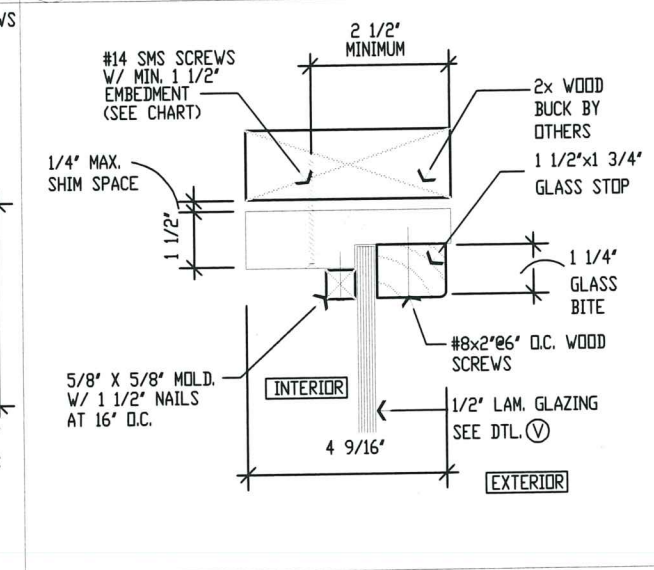 VS
2 1/2"
MINIMUM
#14 SMS SCREWS
W/ MIN. 1 1/2"
EMBEDMENT
(SEE CHART)
2x WOOD
BUCK BY
OTHERS
1/4" MAX.
SHIM SPACE
1 1/2"x1 3/4"
GLASS STOP
1 1/2"
1 1/4"
GLASS
BITE
#8x2"@6" O.C. WOOD
SCREWS
5/8" X 5/8" MOLD.
W/ 1 1/2" NAILS
AT 16" O.C.
INTERIOR
1/2" LAM. GLAZING
SEE DTL. V
4 9/16"
EXTERIOR